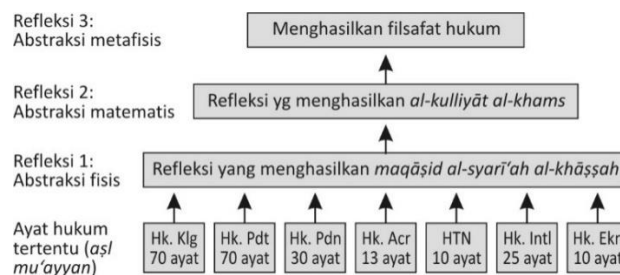 Refleksi 3:
Abstraksi metafisis
Menghasilkan filsafat hukum
Refleksi 2:
Abstraksi matematis
Refleksi yg menghasilkan al-kulliyāt al-khams
Refleksi 1:
Abstraksi fisis
Refleksi yang menghasilkan maqāṣid al-syarī‘ah al-khāṣṣah
Ayat hukum
tertentu (aṣl
mu‘ayyan)
Hk. Klg
70 ayat
Hk. Pdt
70 ayat
Hk. Pdn
30 ayat
Hk. Acr
13 ayat
HTN
10 ayat
Hk. Intl
25 ayat
Hk. Ekn
10 ayat